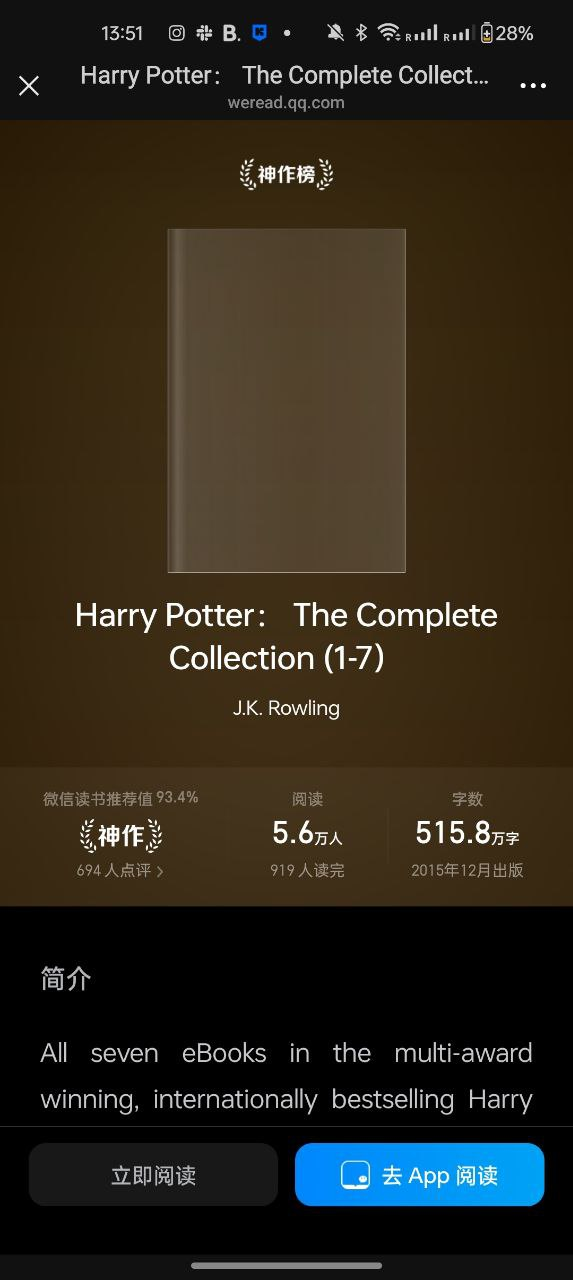 13:51
B.
R
R
28%
Harry Potter： The Complete Collect...
weread.qq.com
神作榜
Harry Potter： The Complete
Collection (1-7)
J.K. Rowling
微信读书推荐值 93.4%
阅读
字数
神作
5.6万人
515.8万字
694 人点评
919 人读完
2015年12月出版
简介
All seven eBooks in the multi-award
winning, internationally bestselling Harry
立即阅读
去 App 阅读